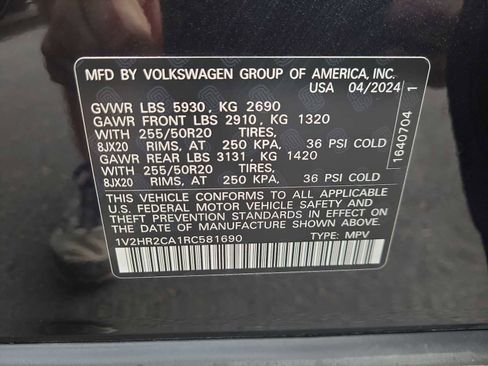 MFD BY VOLKSWAGEN GROUP OF AMERICA, INC.
USA 04/2024
GVWR LBS 5930, KG 2690
GAWR FRONT LBS 2910, KG 1320
WITH 255/50R20 TIRES,
8JX20 RIMS, AT 250 KPA, 36 PSI COLD
GAWR REAR LBS 3131, KG 1420
WITH 255/50R20 TIRES,
8JX20 RIMS, AT 250 KPA, 36 PSI COLD
THIS VEHICLE CONFORMS TO ALL APPLICABLE
U.S. FEDERAL MOTOR VEHICLE SAFETY AND
THEFT PREVENTION STANDARDS IN EFFECT ON
THE DATE OF MANUFACTURE SHOWN ABOVE.
1V2HR2CA1RC581690 TYPE: MPV
1640704 1